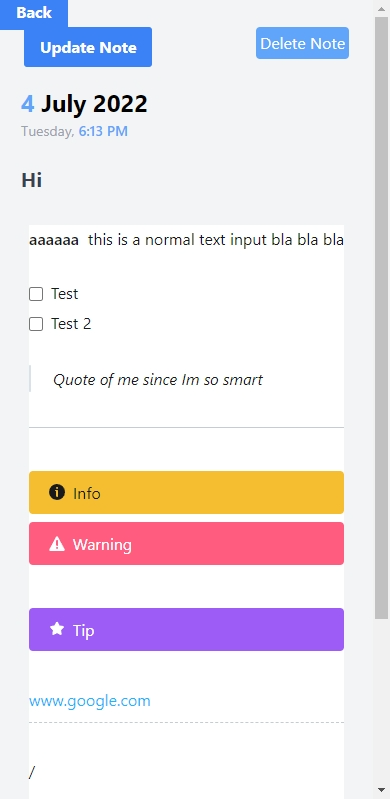 Back
Update Note
Delete Note
4 July 2022
Tuesday, 6:13 PM
Hi
aaaaaa this is a normal text input bla bla bla
Test
Test 2
Quote of me since Im so smart
Info
Warning
Tip
www.google.com
/